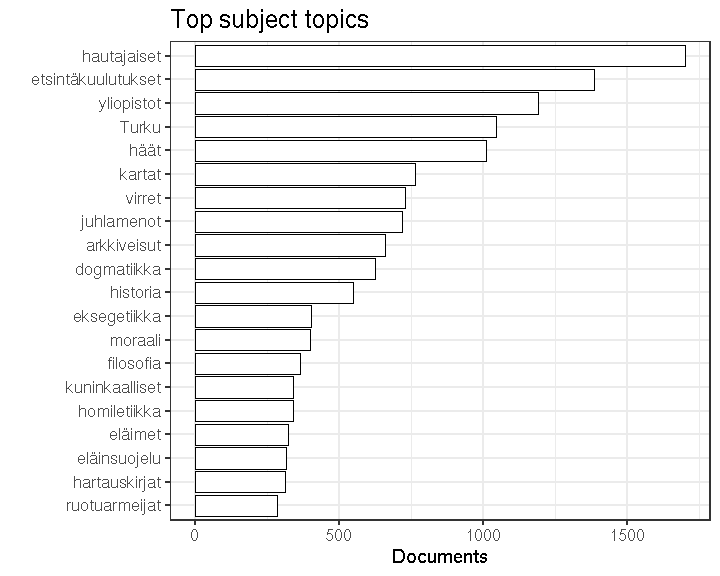 Top subject topics
hautajaiset
etsintäkuulutukset
yliopistot
Turku
häät
kartat
virret
juhlamenot
arkkiveisut
dogmatiikka
historia
eksegetiikka
moraali
filosofia
kuninkaalliset
homiletiikka
eläimet
eläinsuojelu
hartauskirjat
ruotuarmeijat
0 500 1000 1500
Documents